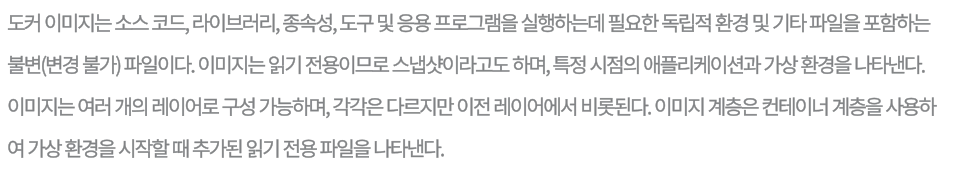 도커 이미지는 소스 코드, 라이브러리, 종속성, 도구 및 응용 프로그램을 실행하는데 필요한 독립적 환경 및 기타 파일을 포함하는
불변(변경 불가) 파일이다. 이미지는 읽기 전용이므로 스냅샷이라고도 하며, 특정 시점의 애플리케이션과 가상 환경을 나타낸다.
이미지는 여러 개의 레이어로 구성 가능하며, 각각은 다르지만 이전 레이어에서 비롯된다. 이미지 계층은 컨테이너 계층을 사용하
여 가상 환경을 시작할 때 추가된 읽기 전용 파일을 나타낸다.